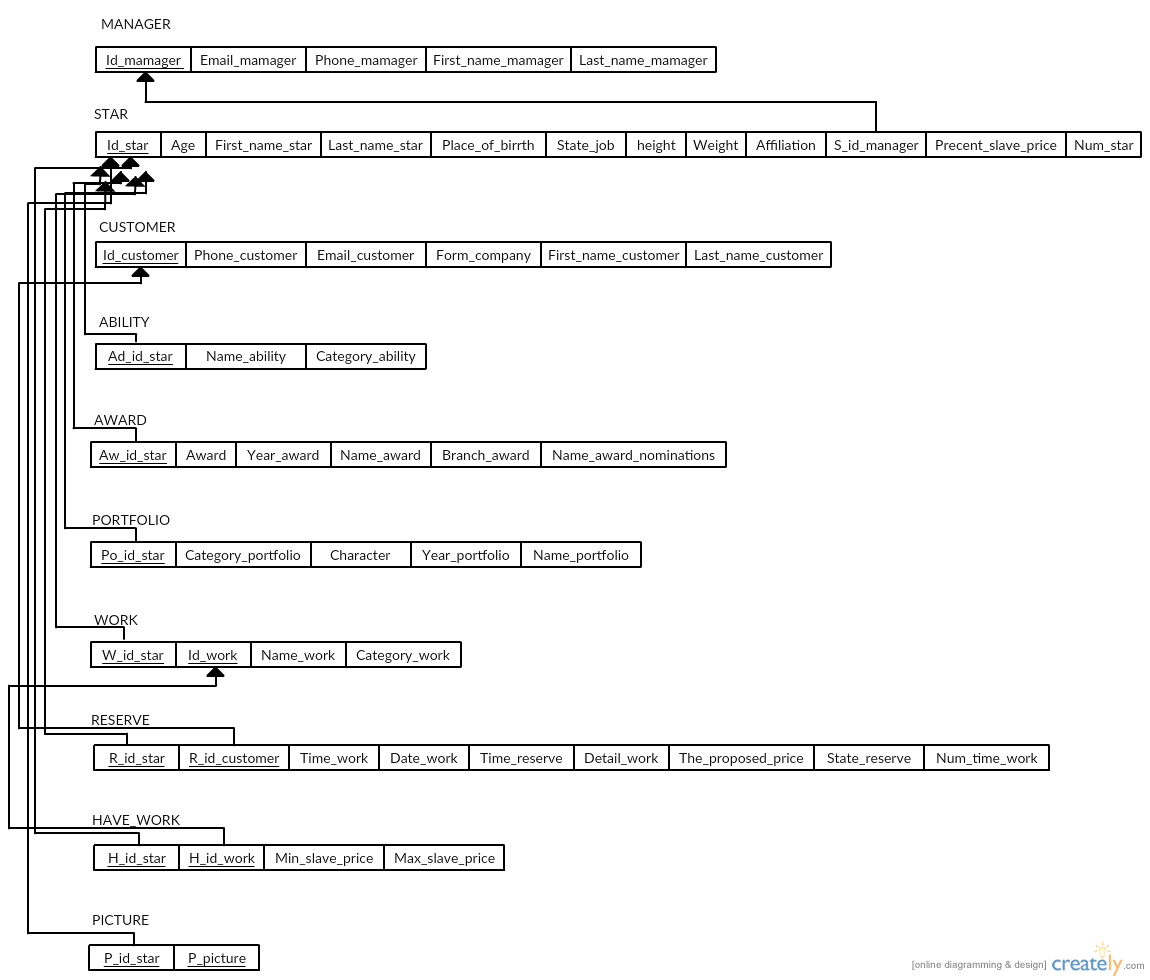 MANAGER
Id_mamager Email_mamager Phone_mamager First_name_mamager Last_name_mamager
STAR
Id_star Age First_name_star Last_name_star Place_of_birrth State_job height Weight Affiliation S_id_manager Precent_slave_price Num_star
CUSTOMER
Id_customer Phone_customer Email_customer Form_company First_name_customer Last_name_customer
ABILITY
Ad_id_star Name_ability Category_ability
AWARD
Aw_id_star Award Year_award Name_award Branch_award Name_award_nominations
PORTFOLIO
Po_id_star Category_portfolio Character Year_portfolio Name_portfolio
WORK
W_id_star Id_work Name_work Category_work
RESERVE
R_id_star R_id_customer Time_work Date_work Time_reserve Detail_work The_proposed_price State_reserve Num_time_work
HAVE_WORK
H_id_star H_id_work Min_slave_price Max_slave_price
PICTURE
P_id_star P_picture
[online diagramming & design] creately.com